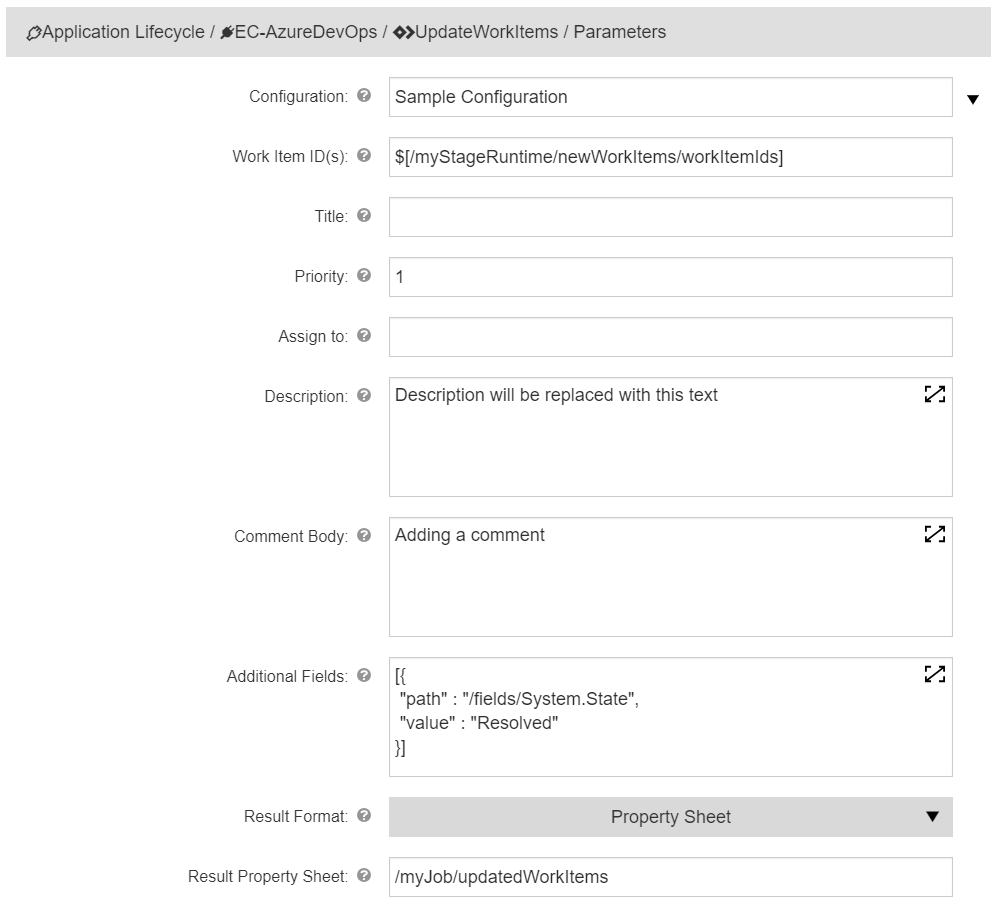 Application Lifecycle / EC-AzureDevOps / UpdateWorkItems / Parameters
Configuration: Sample Configuration
Work Item ID(s): $[/myStageRuntime/newWorkItems/workItemIds]
Title:
Priority: 1
Assign to:
Description: Description will be replaced with this text
Comment Body: Adding a comment
Additional Fields: [{
"path" : "/fields/System.State",
"value" : "Resolved"
}]
Result Format: Property Sheet
Result Property Sheet: /myJob/updatedWorkItems